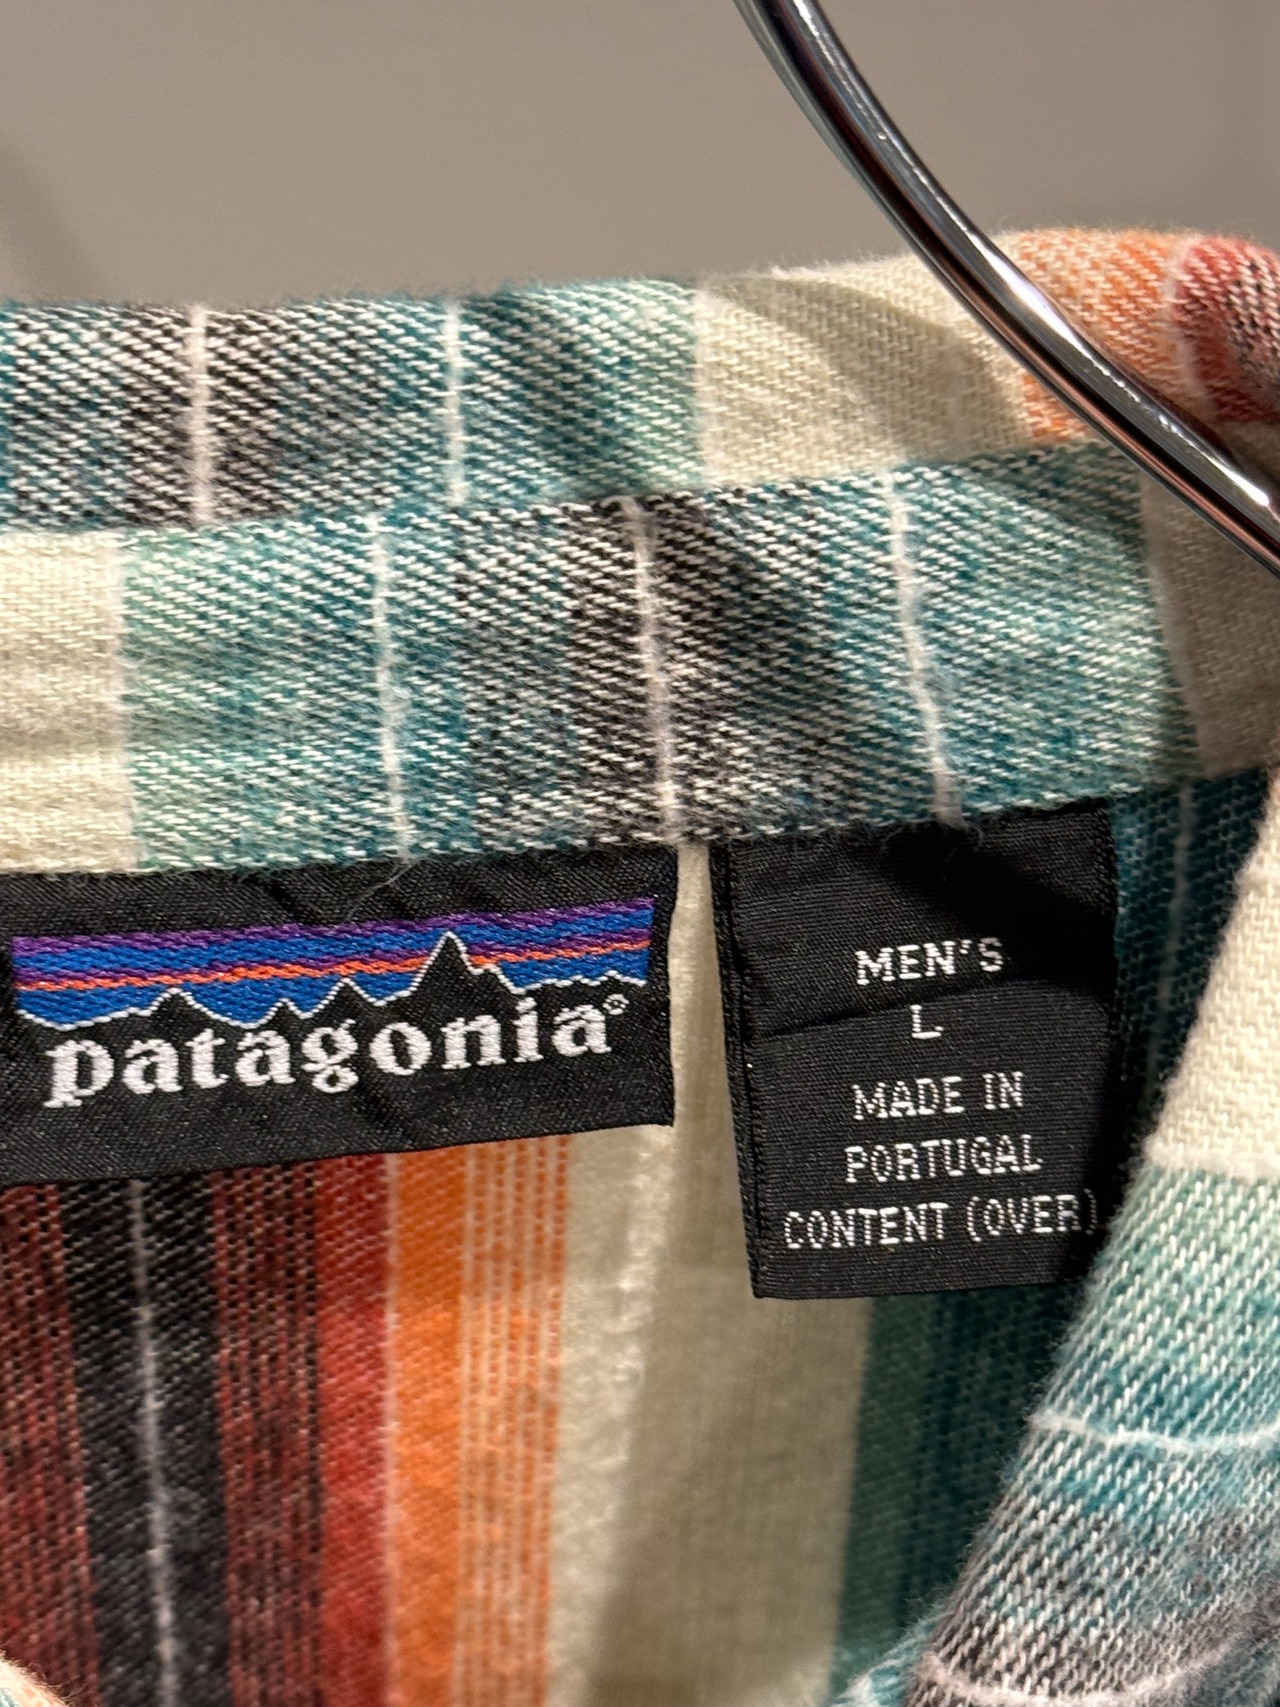 patagonia®
MEN'S
L
MADE IN
PORTUGAL
CONTENT (OVER)